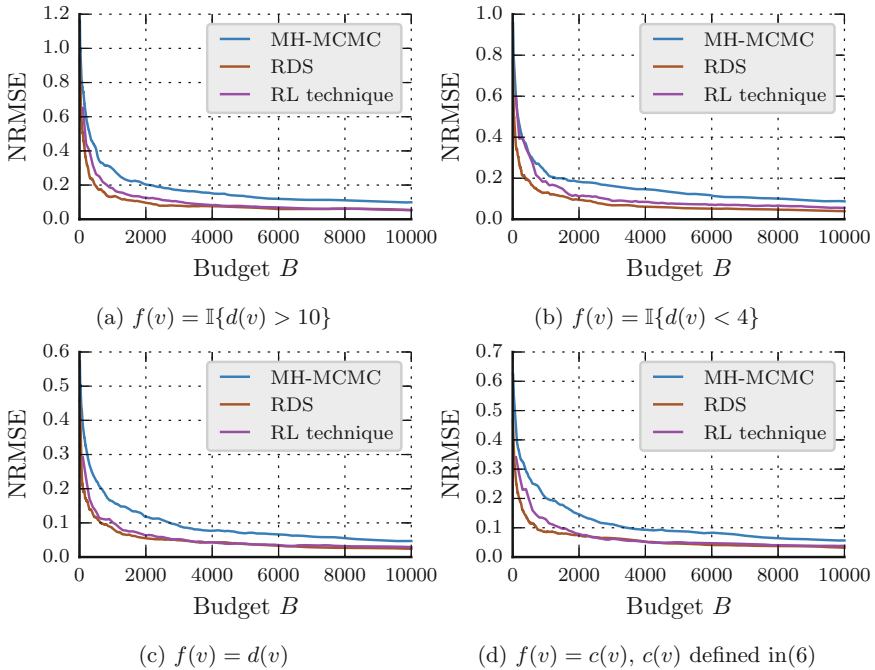 1.2
1.0
0.8
0.6
0.4
0.2
0.0
NRMSE
MH-MCMC
RDS
RL technique
0 2000 4000 6000 8000 10000
Budget B
(a) f(v) = 𝕀{d(v) > 10}
1.0
0.8
0.6
0.4
0.2
0.0
NRMSE
MH-MCMC
RDS
RL technique
0 2000 4000 6000 8000 10000
Budget B
(b) f(v) = 𝕀{d(v) < 4}
0.6
0.5
0.4
0.3
0.2
0.1
0.0
NRMSE
MH-MCMC
RDS
RL technique
0 2000 4000 6000 8000 10000
Budget B
(c) f(v) = d(v)
0.7
0.6
0.5
0.4
0.3
0.2
0.1
0.0
NRMSE
MH-MCMC
RDS
RL technique
0 2000 4000 6000 8000 10000
Budget B
(d) f(v) = c(v), c(v) defined in(6)